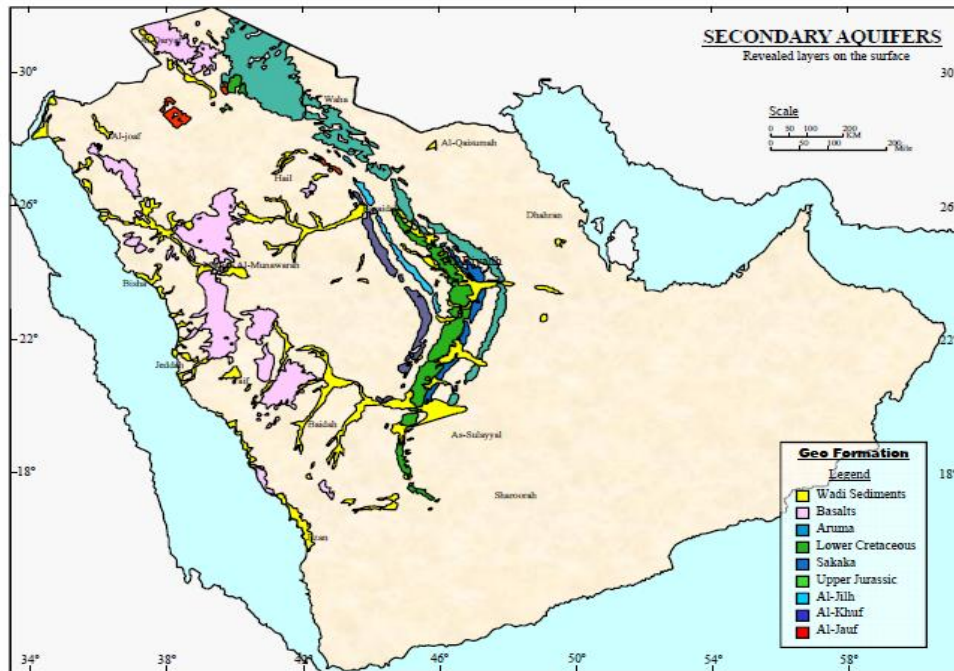 SECONDARY AQUIFERS
Revealed layers on the surface
Scale
0 50 100 200
KM
0 50 100 200
Mile
30°
30
26°
26
22°
22°
18°
18°
34°
38°
46°
50°
54°
58°
Waha
Al-joaf
Al-Qaisumah
Hail
Dhahran
Al-Munawarah
Jeddah
Haidah
As-Sulayyal
Sharoorah
Geo Formation
Legend
Wadi Sediments
Basalts
Aruma
Lower Cretaceous
Sakaka
Upper Jurassic
Al-Jilh
Al-Khuf
Al-Jauf